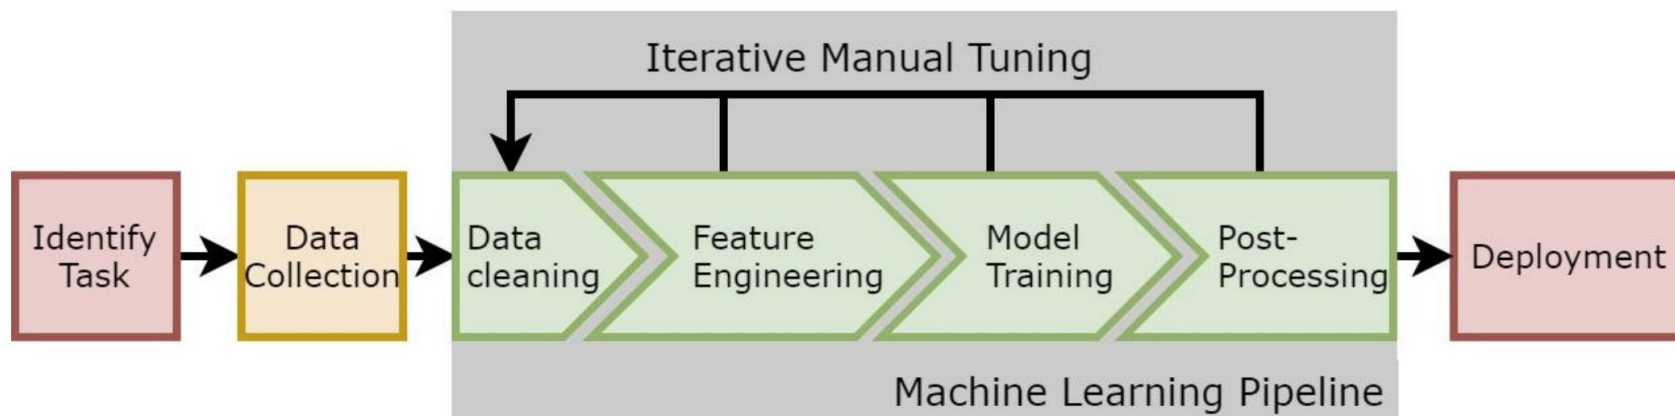 Iterative Manual Tuning
Identify
Task
Data
Collection
Data
cleaning
Feature
Engineering
Model
Training
Post-
Processing
Deployment
Machine Learning Pipeline